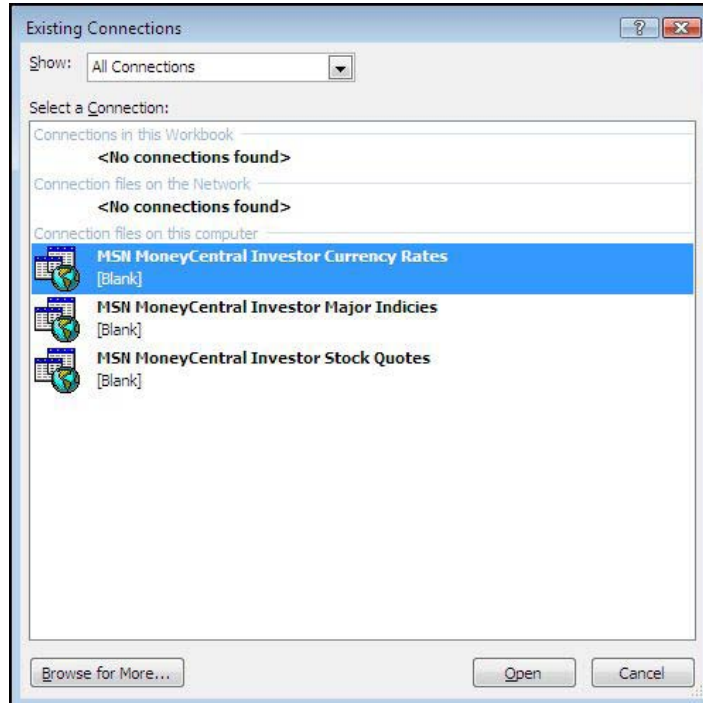 Existing Connections
Show: All Connections
Select a Connection:
Connections in this Workbook
<No connections found>
Connection files on the Network
<No connections found>
Connection files on this computer
MSN MoneyCentral Investor Currency Rates
[Blank]
MSN MoneyCentral Investor Major Indicies
[Blank]
MSN MoneyCentral Investor Stock Quotes
[Blank]
Browse for More... Open Cancel